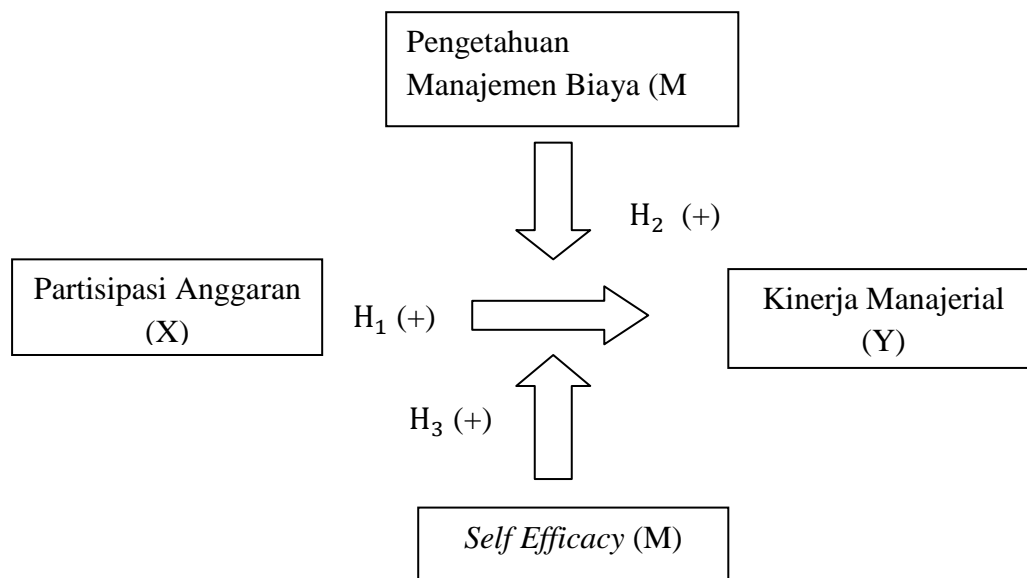 Pengetahuan
Manajemen Biaya (M
H₂ (+)
Partisipasi Anggaran
(X)
H₁ (+)
Kinerja Manajerial
(Y)
H₃ (+)
Self Efficacy (M)